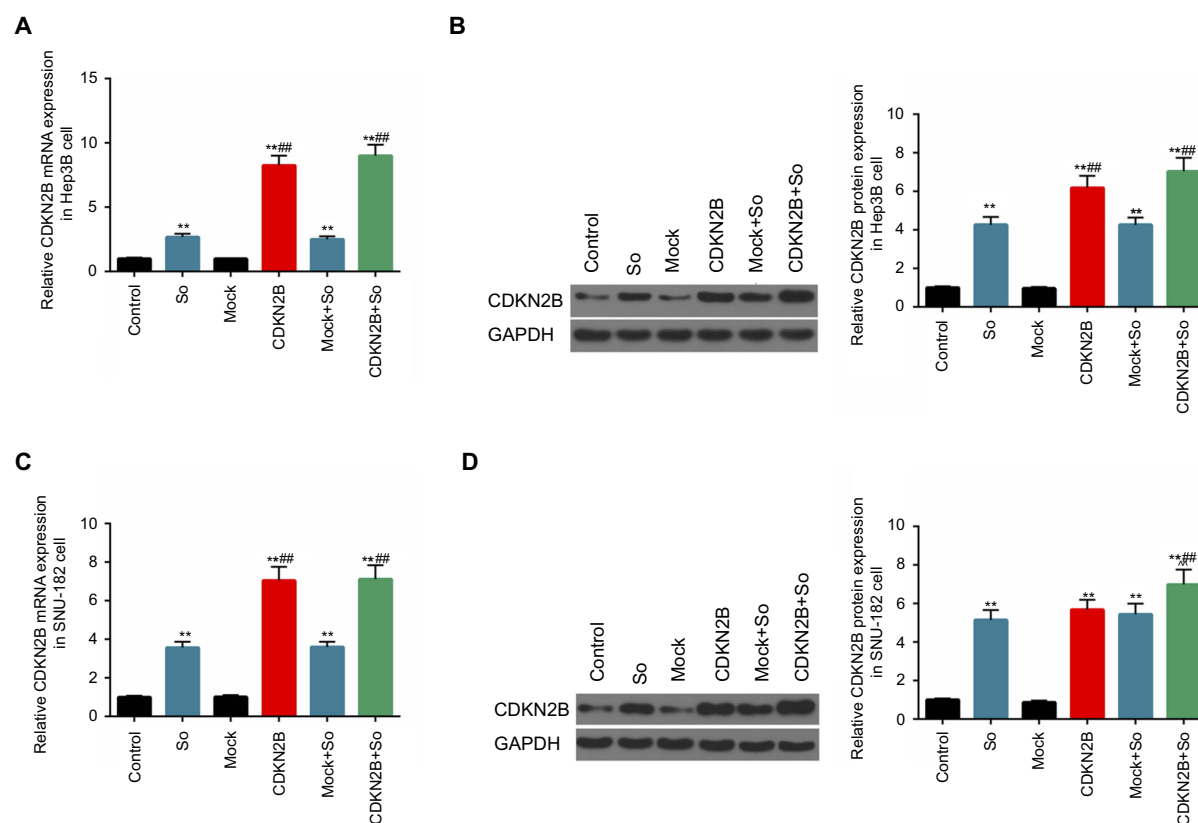 A
Relative CDKN2B mRNA expression
in Hep3B cell
15
10
5
0
**
**##
**
**##
Control
So
Mock
CDKN2B
Mock+So
CDKN2B+So
B
Control
So
Mock
CDKN2B
Mock+So
CDKN2B+So
CDKN2B
GAPDH
Relative CDKN2B protein expression
in Hep3B cell
10
8
6
4
2
0
**
**##
**
**##
Control
So
Mock
CDKN2B
Mock+So
CDKN2B+So
C
Relative CDKN2B mRNA expression
in SNU-182 cell
10
8
6
4
2
0
**
**##
**
**##
Control
So
Mock
CDKN2B
Mock+So
CDKN2B+So
D
Control
So
Mock
CDKN2B
Mock+So
CDKN2B+So
CDKN2B
GAPDH
Relative CDKN2B protein expression
in SNU-182 cell
10
8
6
4
2
0
**
**
**
**##
^^
Control
So
Mock
CDKN2B
Mock+So
CDKN2B+So